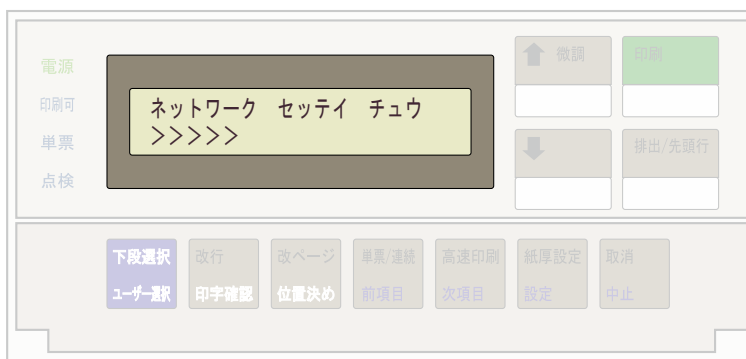 電源
印刷可
単票
点検
ネットワーク セッテイ チュウ
>>>>>
微調
印刷
排出/先頭行
下段選択
ユーザー選択
改行
印字確認
改ページ
位置決め
単票/連続
前項目
高速印刷
次項目
紙厚設定
設定
取消
中止